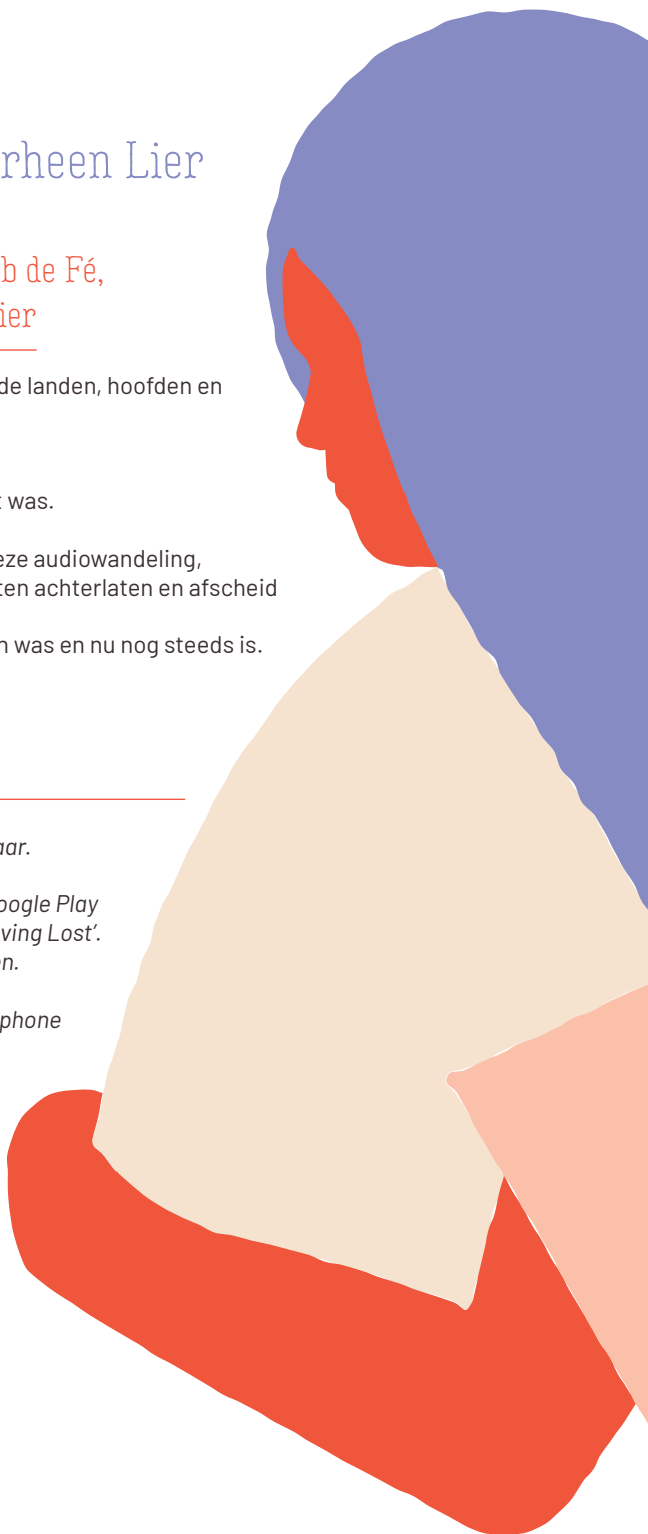 rheen Lier
b de Fé,
ier
de landen, hoofden en
t was.
eze audiowandeling,
ten achterlaten en afscheid
n was en nu nog steeds is.
aar.
oogle Play
ving Lost’.
n.
phone